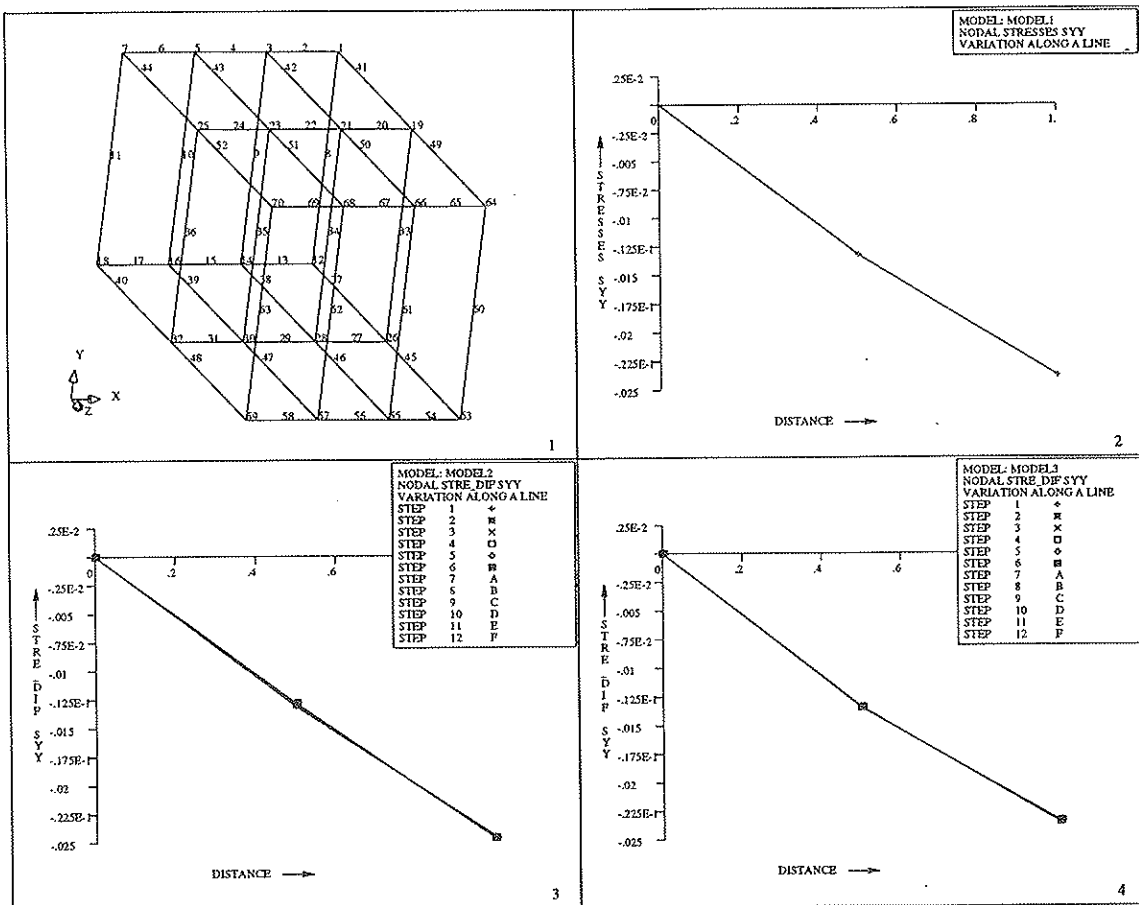 7 6 5 4 3 2 1
44 43 42 41
25 24 23 22 21 20 19
52 51 50 49
11 10 9 8
70 69 68 67 66 65 64
36 35 34 33
18 17 16 15 14 13 12
40 39 38 37
63 62 61 60
32 31 30 29 28 27 26
48 47 46 45
69 58 57 56 55 54 53
Y
X
Z
1
MODEL: MODEL1
NODAL STRESSES SYY
VARIATION ALONG A LINE
.25E-2
0 .2 .4 .6 .8 1.
-.25E-2
-.005
-.75E-2
-.01
-.125E-1
-.015
-.175E-1
-.02
-.225E-1
-.025
STRESSES SYY
DISTANCE
2
MODEL: MODEL2
NODAL STRE_DIF SYY
VARIATION ALONG A LINE
STEP 1
STEP 2
STEP 3
STEP 4
STEP 5
STEP 6
STEP 7 A
STEP 8 B
STEP 9 C
STEP 10 D
STEP 11 E
STEP 12 F
.25E-2
0 .2 .4 .6
-.25E-2
-.005
-.75E-2
-.01
-.125E-1
-.015
-.175E-1
-.02
-.225E-1
-.025
STRE_DIF SYY
DISTANCE
3
MODEL: MODEL3
NODAL STRE_DIF SYY
VARIATION ALONG A LINE
STEP 1
STEP 2
STEP 3
STEP 4
STEP 5
STEP 6
STEP 7 A
STEP 8 B
STEP 9 C
STEP 10 D
STEP 11 E
STEP 12 F
.25E-2
0 .2 .4 .6
-.25E-2
-.005
-.75E-2
-.01
-.125E-1
-.015
-.175E-1
-.02
-.225E-1
-.025
STRE_DIF SYY
DISTANCE
4